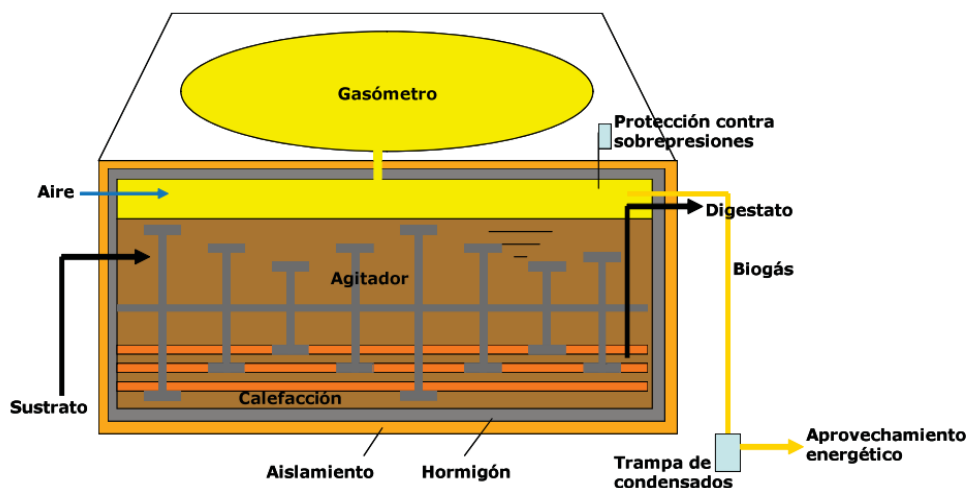 Gasómetro
Protección contra
sobrepresiones
Aire
Digestato
Agitador
Biogás
Sustrato
Calefacción
Aislamiento
Hormigón
Trampa de
condensados
Aprovechamiento
energético